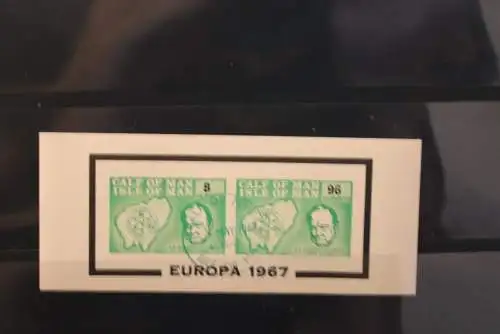 CALF OF MAN 8
ISLE OF MAN
CALF OF MAN 96
ISLE OF MAN
EUROPA 1967